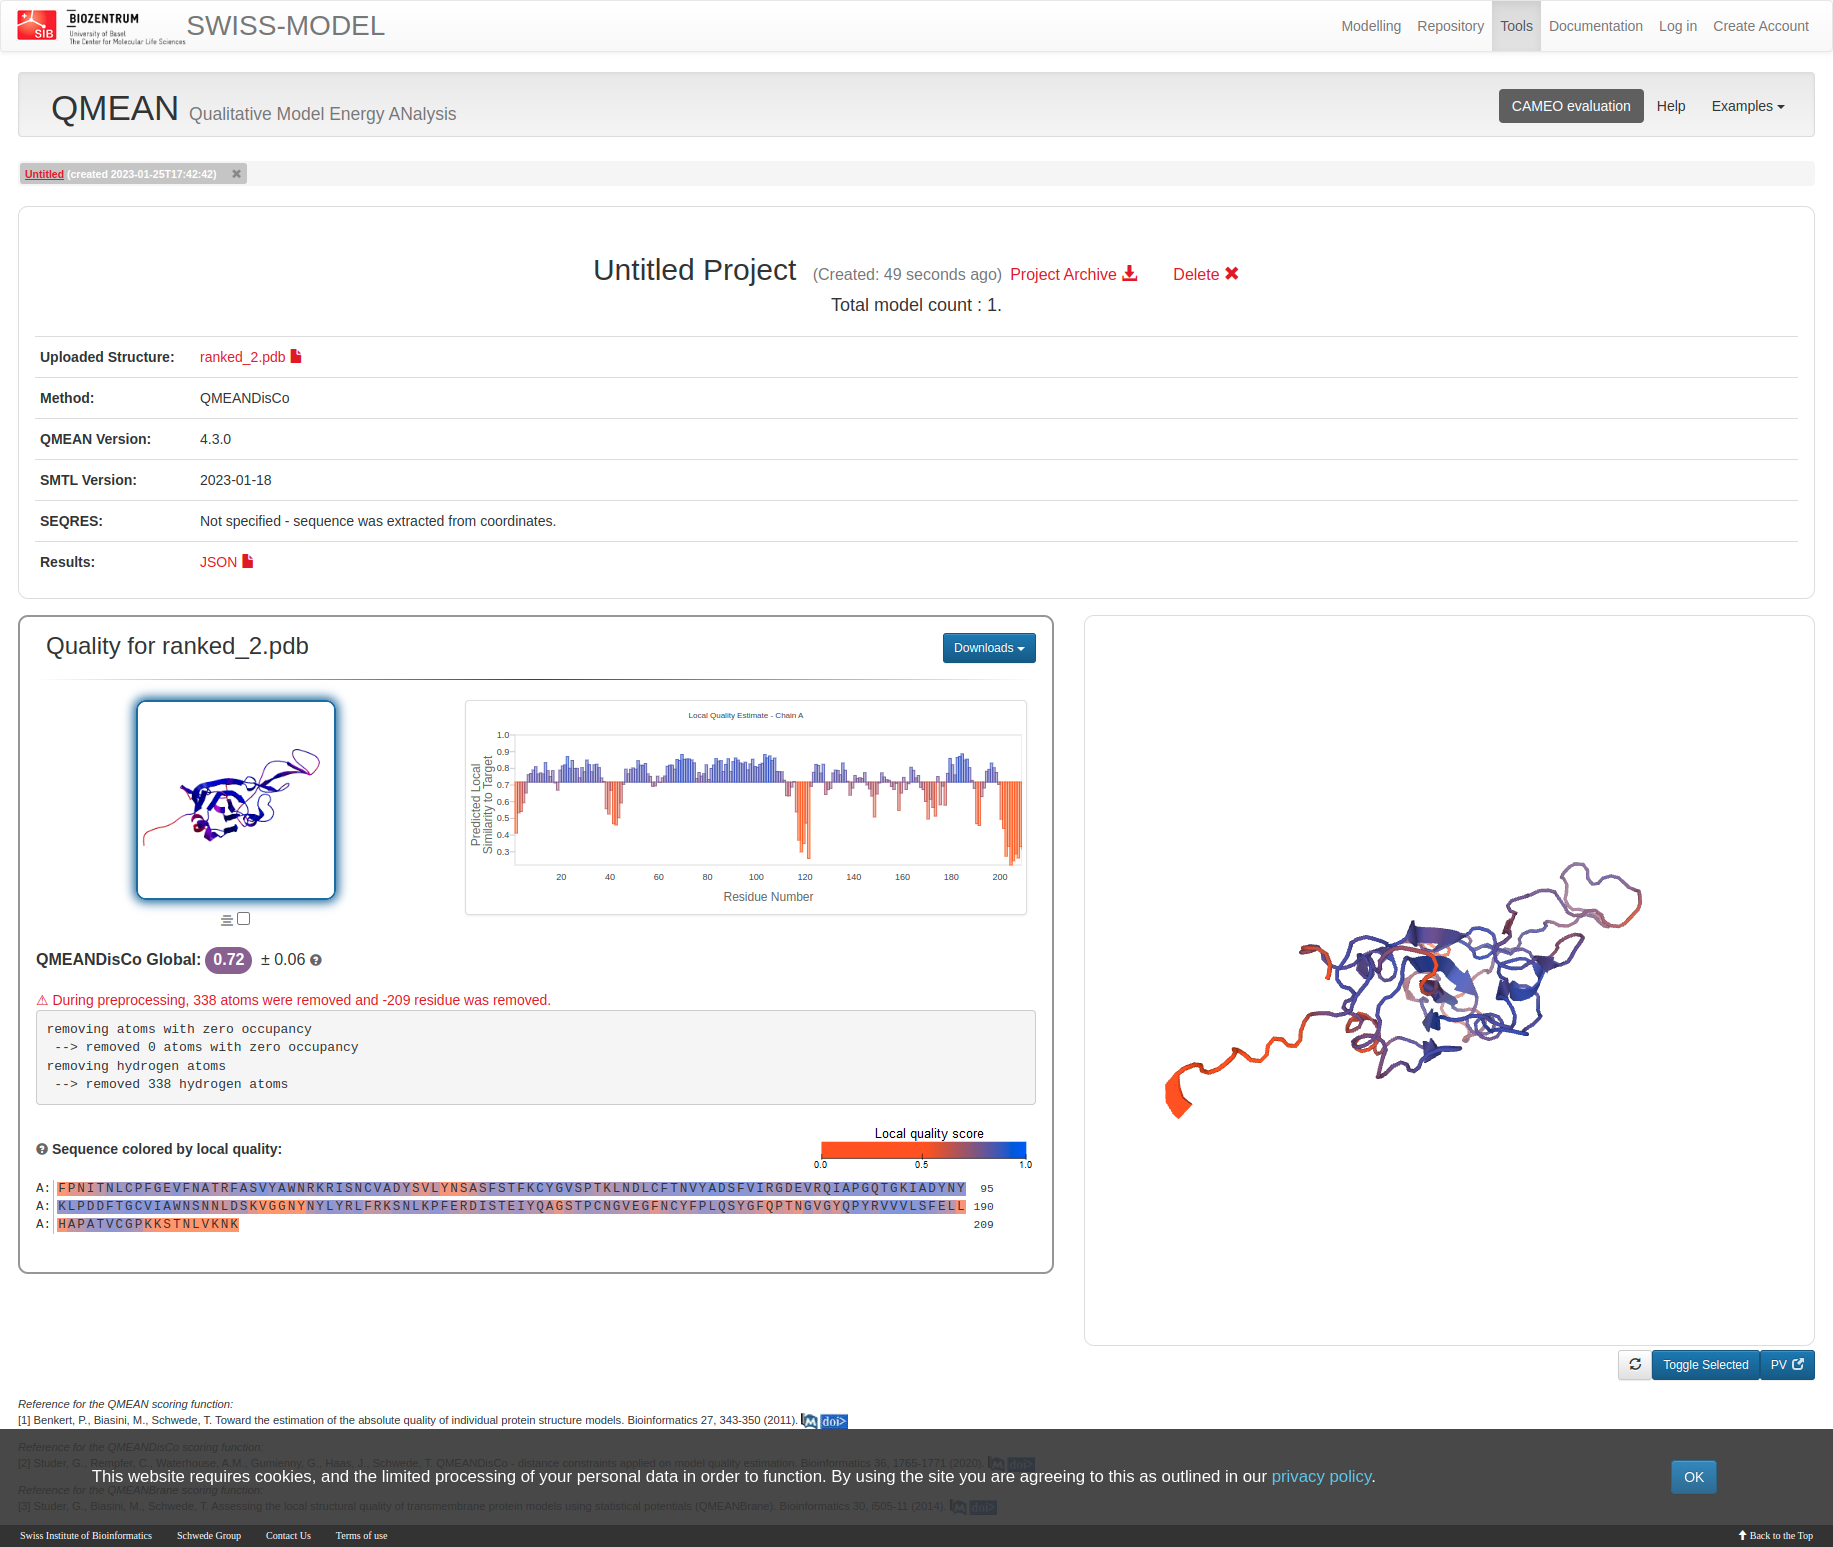 SIB
BIOZENTRUM
University of Basel
The Center for Molecular Life Sciences
SWISS-MODEL
Modelling Repository Tools Documentation Log in Create Account
QMEAN Qualitative Model Energy ANalysis
CAMEO evaluation Help Examples
Untitled (created 2023-01-25T17:42:42)
Untitled Project (Created: 49 seconds ago) Project Archive Delete
Total model count : 1.
Uploaded Structure: ranked_2.pdb
Method: QMEANDisCo
QMEAN Version: 4.3.0
SMTL Version: 2023-01-18
SEQRES: Not specified - sequence was extracted from coordinates.
Results: JSON
Quality for ranked_2.pdb
Downloads
Local Quality Estimate - Chain A
Predicted Local
Similarity to Target
1.0
0.9
0.8
0.7
0.6
0.5
0.4
0.3
20 40 60 80 100 120 140 160 180 200
Residue Number
QMEANDisCo Global: 0.72 ± 0.06
During preprocessing, 338 atoms were removed and -209 residue was removed.
removing atoms with zero occupancy
--> removed 0 atoms with zero occupancy
removing hydrogen atoms
--> removed 338 hydrogen atoms
Sequence colored by local quality:
Local quality score
0.0 0.5 1.0
A: FPNITNLCPFGEVFNATRFASVYAWNRKRISNCVADYSVLYNSASFSTFKCYGVSPTKLNDLCFTNVYADSFVIRGDEVRQIAPGQTGKIADYNY 95
A: KLPDDFTGCVIAWNSNNLDSKVGGNYNYLYRLFRKSNLKPFERDISTEIYQAGSTPCNGVEGFNCYFPLQSYGFQPTNGVGYQPYRVVVLSFELL 190
A: HAPATVCGPKKSTNLVKNK 209
Toggle Selected PV
Reference for the QMEAN scoring function:
[1] Benkert, P., Biasini, M., Schwede, T. Toward the estimation of the absolute quality of individual protein structure models. Bioinformatics 27, 343-350 (2011). M doi>
Reference for the QMEANDisCo scoring function:
[2] Studer, G., Rempfer, C., Waterhouse, A.M., Gumienny, G., Haas, J., Schwede, T. QMEANDisCo - distance constraints applied on model quality estimation. Bioinformatics 36, 1765-1771 (2020). M doi>
This website requires cookies, and the limited processing of your personal data in order to function. By using the site you are agreeing to this as outlined in our privacy policy.
OK
Reference for the QMEANBrane scoring function:
[3] Studer, G., Biasini, M., Schwede, T. Assessing the local structural quality of transmembrane protein models using statistical potentials (QMEANBrane). Bioinformatics 30, i505-11 (2014). M doi>
Swiss Institute of Bioinformatics Schwede Group Contact Us Terms of use Back to the Top